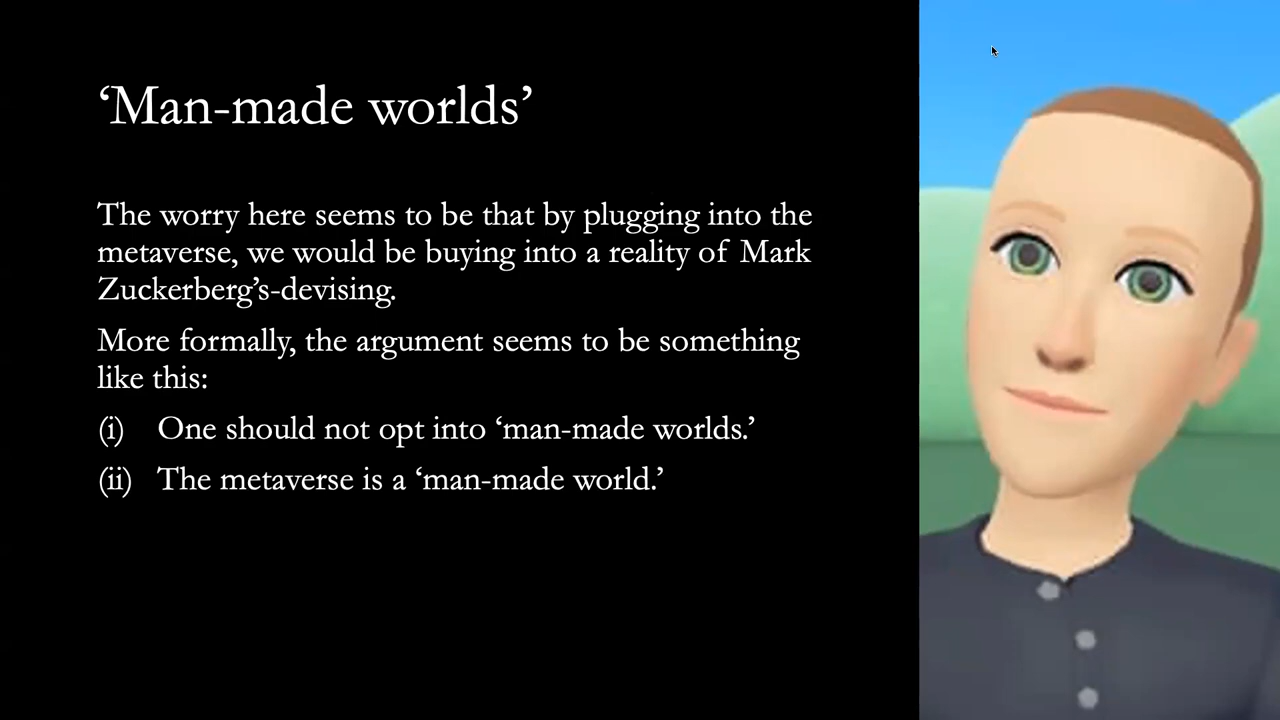 ‘Man-made worlds’
The worry here seems to be that by plugging into the
metaverse, we would be buying into a reality of Mark
Zuckerberg’s-devising.
More formally, the argument seems to be something
like this:
(i) One should not opt into ‘man-made worlds.’
(ii) The metaverse is a ‘man-made world.’